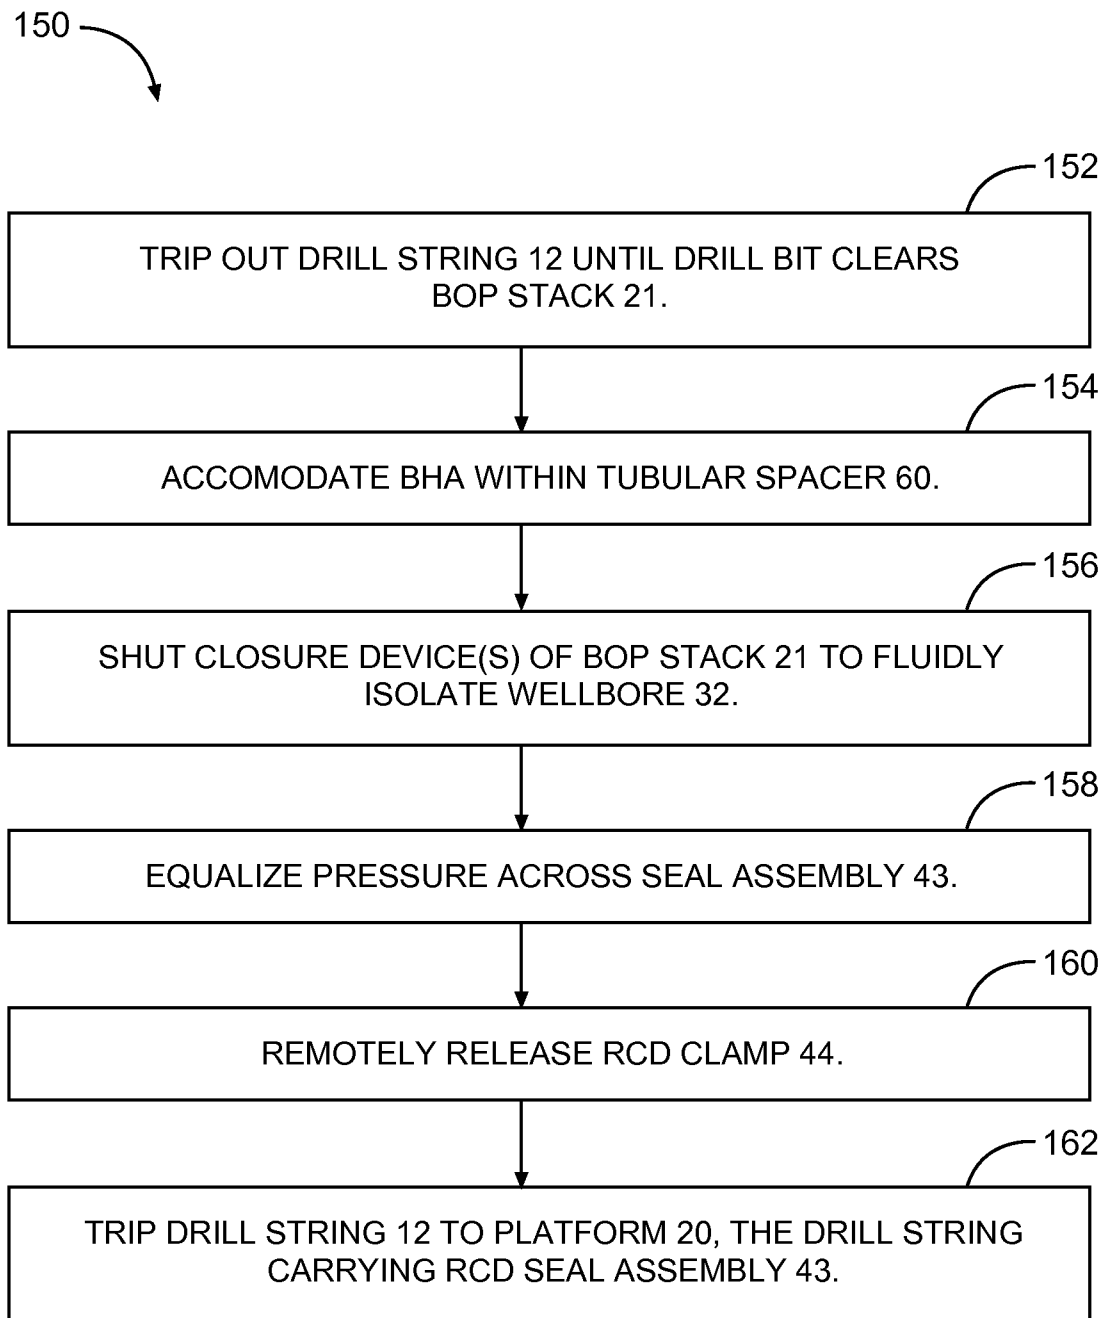 150
152
TRIP OUT DRILL STRING 12 UNTIL DRILL BIT CLEARS
BOP STACK 21.
154
ACCOMODATE BHA WITHIN TUBULAR SPACER 60.
156
SHUT CLOSURE DEVICE(S) OF BOP STACK 21 TO FLUIDLY
ISOLATE WELLBORE 32.
158
EQUALIZE PRESSURE ACROSS SEAL ASSEMBLY 43.
160
REMOTELY RELEASE RCD CLAMP 44.
162
TRIP DRILL STRING 12 TO PLATFORM 20, THE DRILL STRING
CARRYING RCD SEAL ASSEMBLY 43.